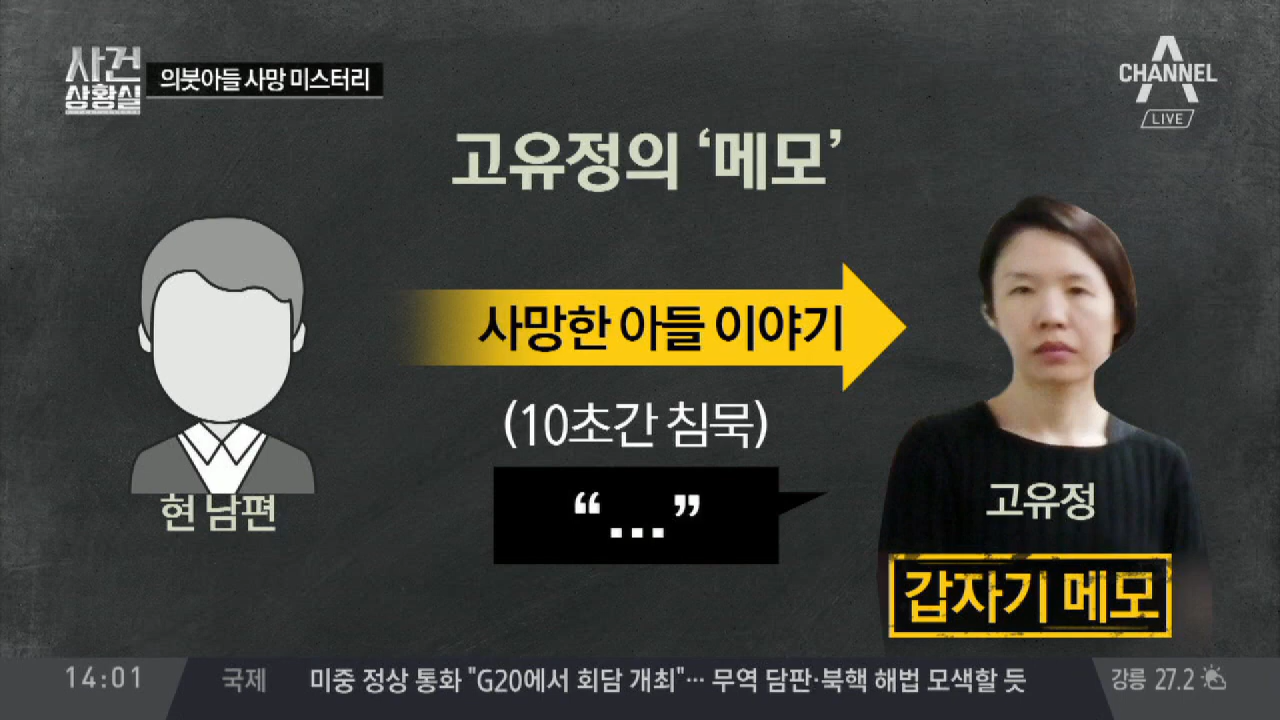 사건
상황실
의붓아들 사망 미스터리
CHANNEL A
LIVE
고유정의 ‘메모’
사망한 아들 이야기
(10초간 침묵)
“...”
현 남편
고유정
갑자기 메모
14:01
국제
미중 정상 통화 "G20에서 회담 개최"… 무역 담판·북핵 해법 모색할 듯
강릉 27.2